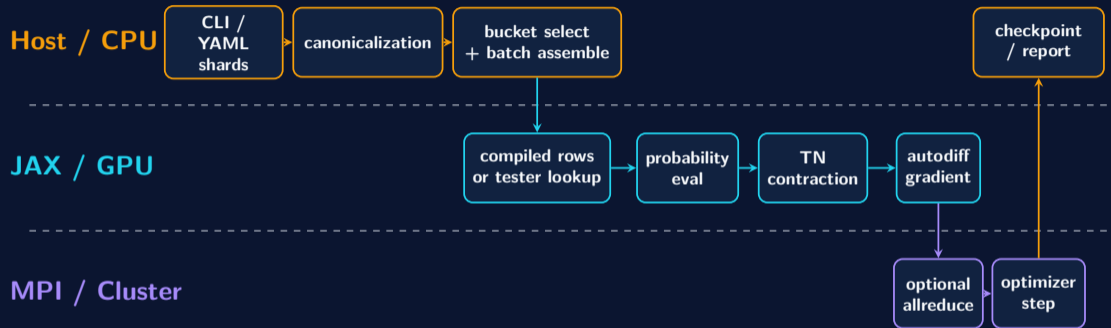 Host / CPU
CLI /
YAML
shards
canonicalization
bucket select
+ batch assemble
checkpoint
/ report
JAX / GPU
compiled rows
or tester lookup
probability
eval
TN
contraction
autodiff
gradient
MPI / Cluster
optional
allreduce
optimizer
step